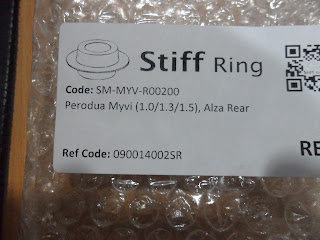 Stiff Ring
Code: SM-MYV-R00200
Perodua Myvi (1.0/1.3/1.5), Alza Rear
Ref Code: 090014002SR
RE